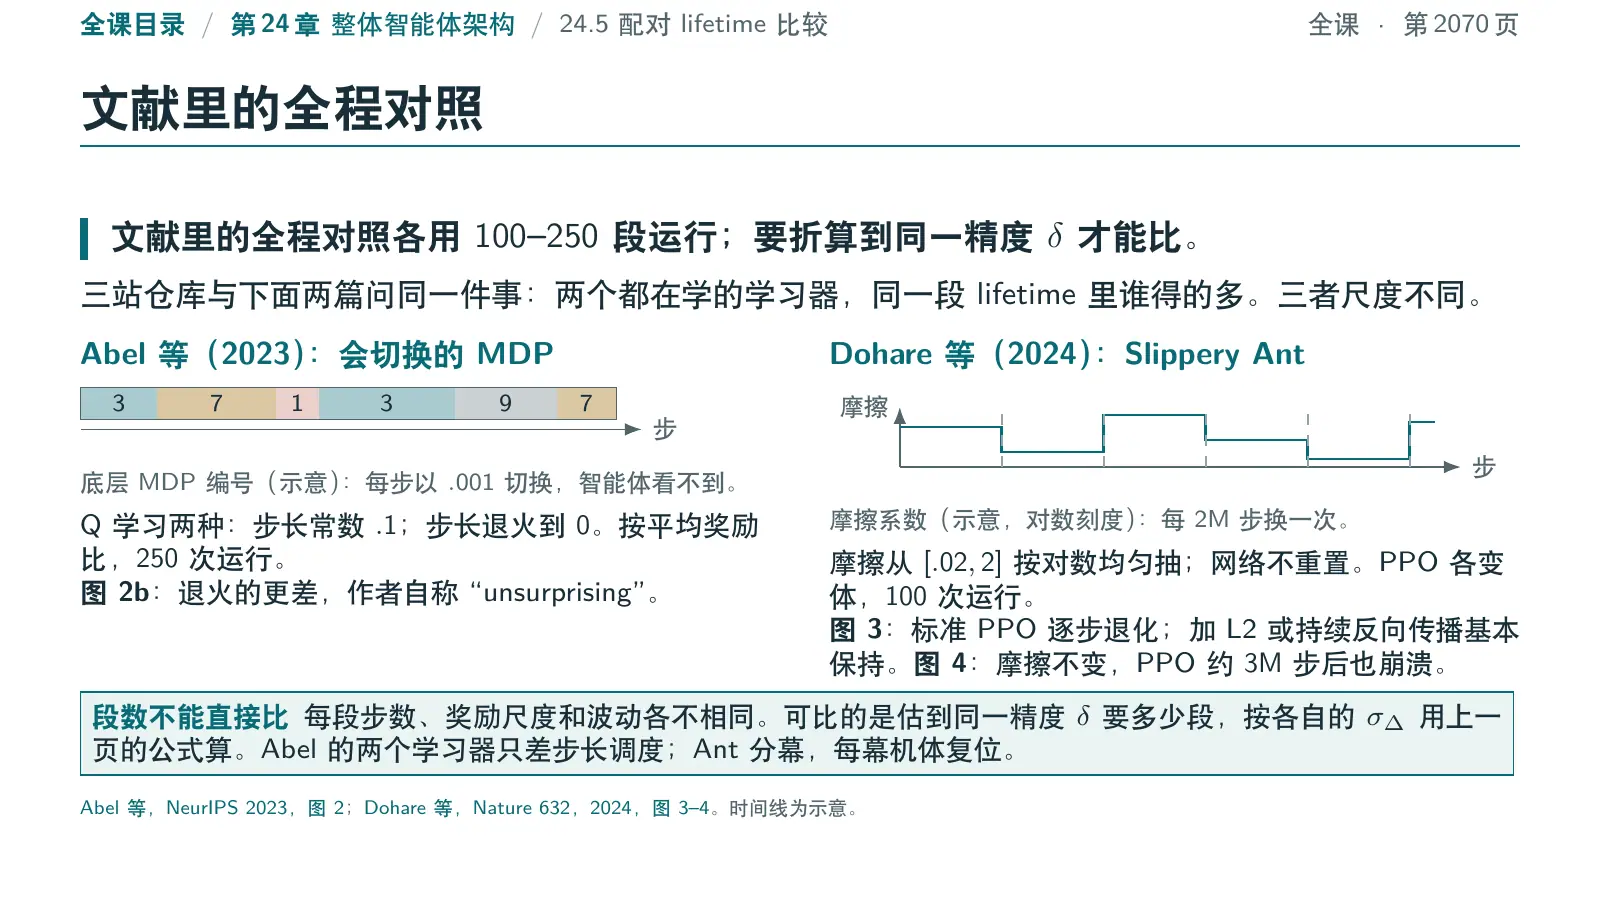 全课目录 / 第 24 章 整体智能体架构 / 24.5 配对 lifetime 比较
全课 · 第 2070 页
文献里的全程对照
文献里的全程对照各用 100–250 段运行；要折算到同一精度 δ 才能比。
三站仓库与下面两篇问同一件事：两个都在学的学习器，同一段 lifetime 里谁得的多。三者尺度不同。
Abel 等（2023）：会切换的 MDP
3 7 1 3 9 7
步
底层 MDP 编号（示意）：每步以 .001 切换，智能体看不到。
Q 学习两种：步长常数 .1；步长退火到 0。按平均奖励
比，250 次运行。
图 2b：退火的更差，作者自称 “unsurprising”。
Dohare 等（2024）：Slippery Ant
摩擦
步
摩擦系数（示意，对数刻度）：每 2M 步换一次。
摩擦从 [.02, 2] 按对数均匀抽；网络不重置。PPO 各变
体，100 次运行。
图 3：标准 PPO 逐步退化；加 L2 或持续反向传播基本
保持。图 4：摩擦不变，PPO 约 3M 步后也崩溃。
段数不能直接比 每段步数、奖励尺度和波动各不相同。可比的是估到同一精度 δ 要多少段，按各自的 σΔ 用上一
页的公式算。Abel 的两个学习器只差步长调度；Ant 分幕，每幕机体复位。
Abel 等，NeurIPS 2023，图 2；Dohare 等，Nature 632，2024，图 3–4。时间线为示意。